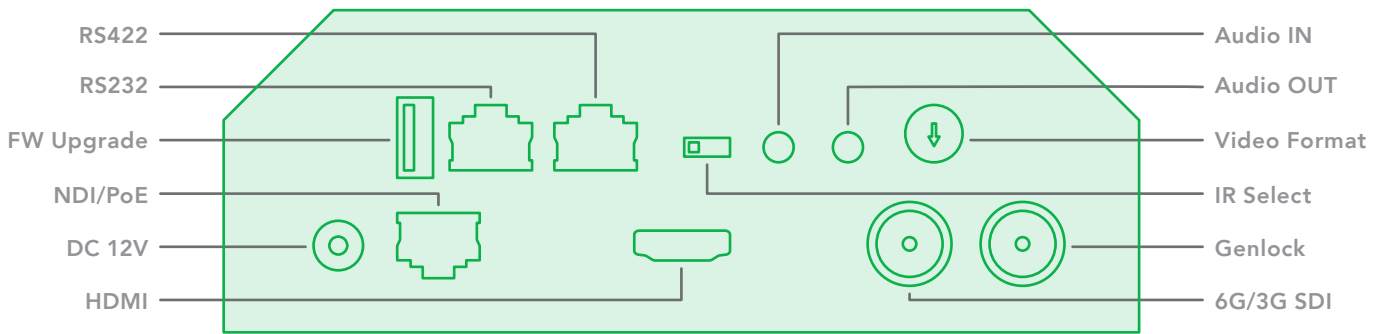 RS422
RS232
FW Upgrade
NDI/PoE
DC 12V
HDMI
Audio IN
Audio OUT
Video Format
IR Select
Genlock
6G/3G SDI